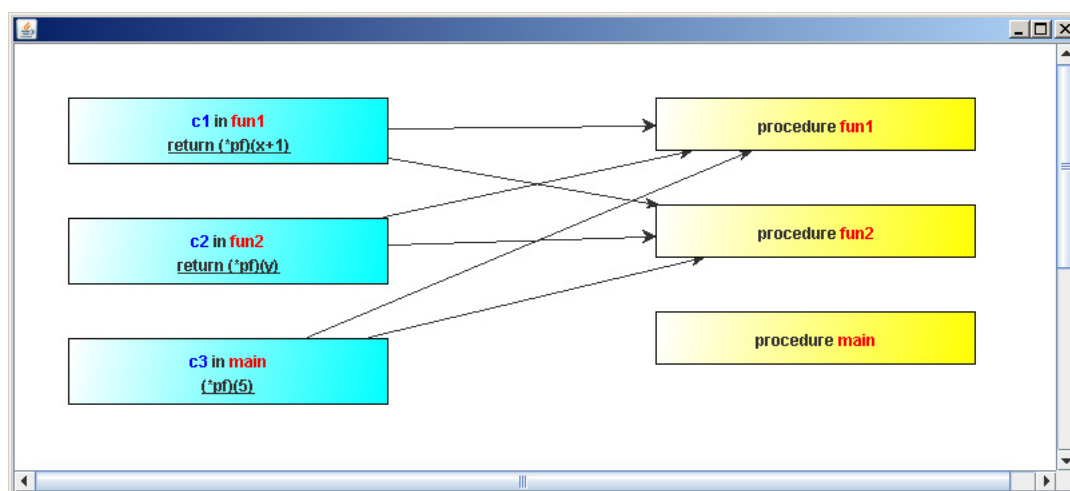 c1 in fun1
return (*pf)(x+1)
procedure fun1
c2 in fun2
return (*pf)(y)
procedure fun2
c3 in main
(*pf)(5)
procedure main